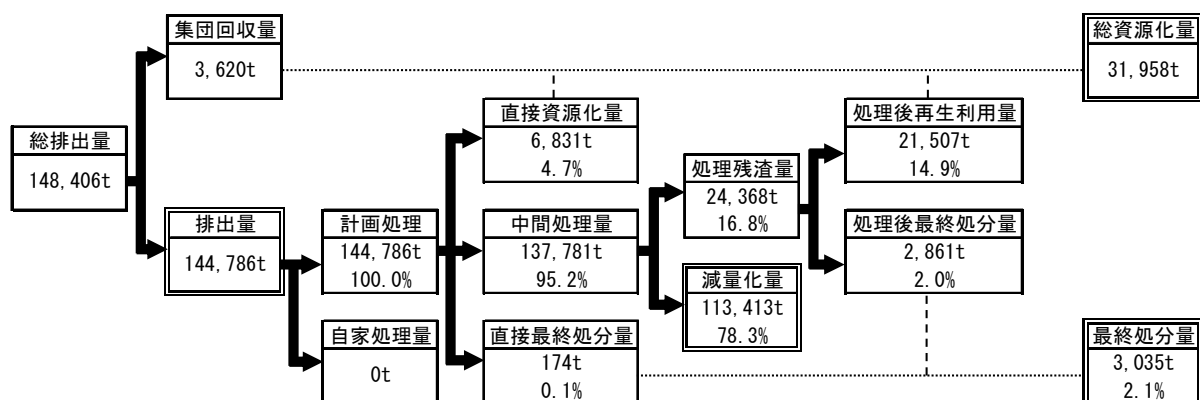 集団回収量
3,620t
総資源化量
31,958t
総排出量
148,406t
直接資源化量
6,831t
4.7%
処理後再生利用量
21,507t
14.9%
処理残渣量
24,368t
16.8%
排出量
144,786t
計画処理
144,786t
100.0%
中間処理量
137,781t
95.2%
処理後最終処分量
2,861t
2.0%
減量化量
113,413t
78.3%
自家処理量
0t
直接最終処分量
174t
0.1%
最終処分量
3,035t
2.1%